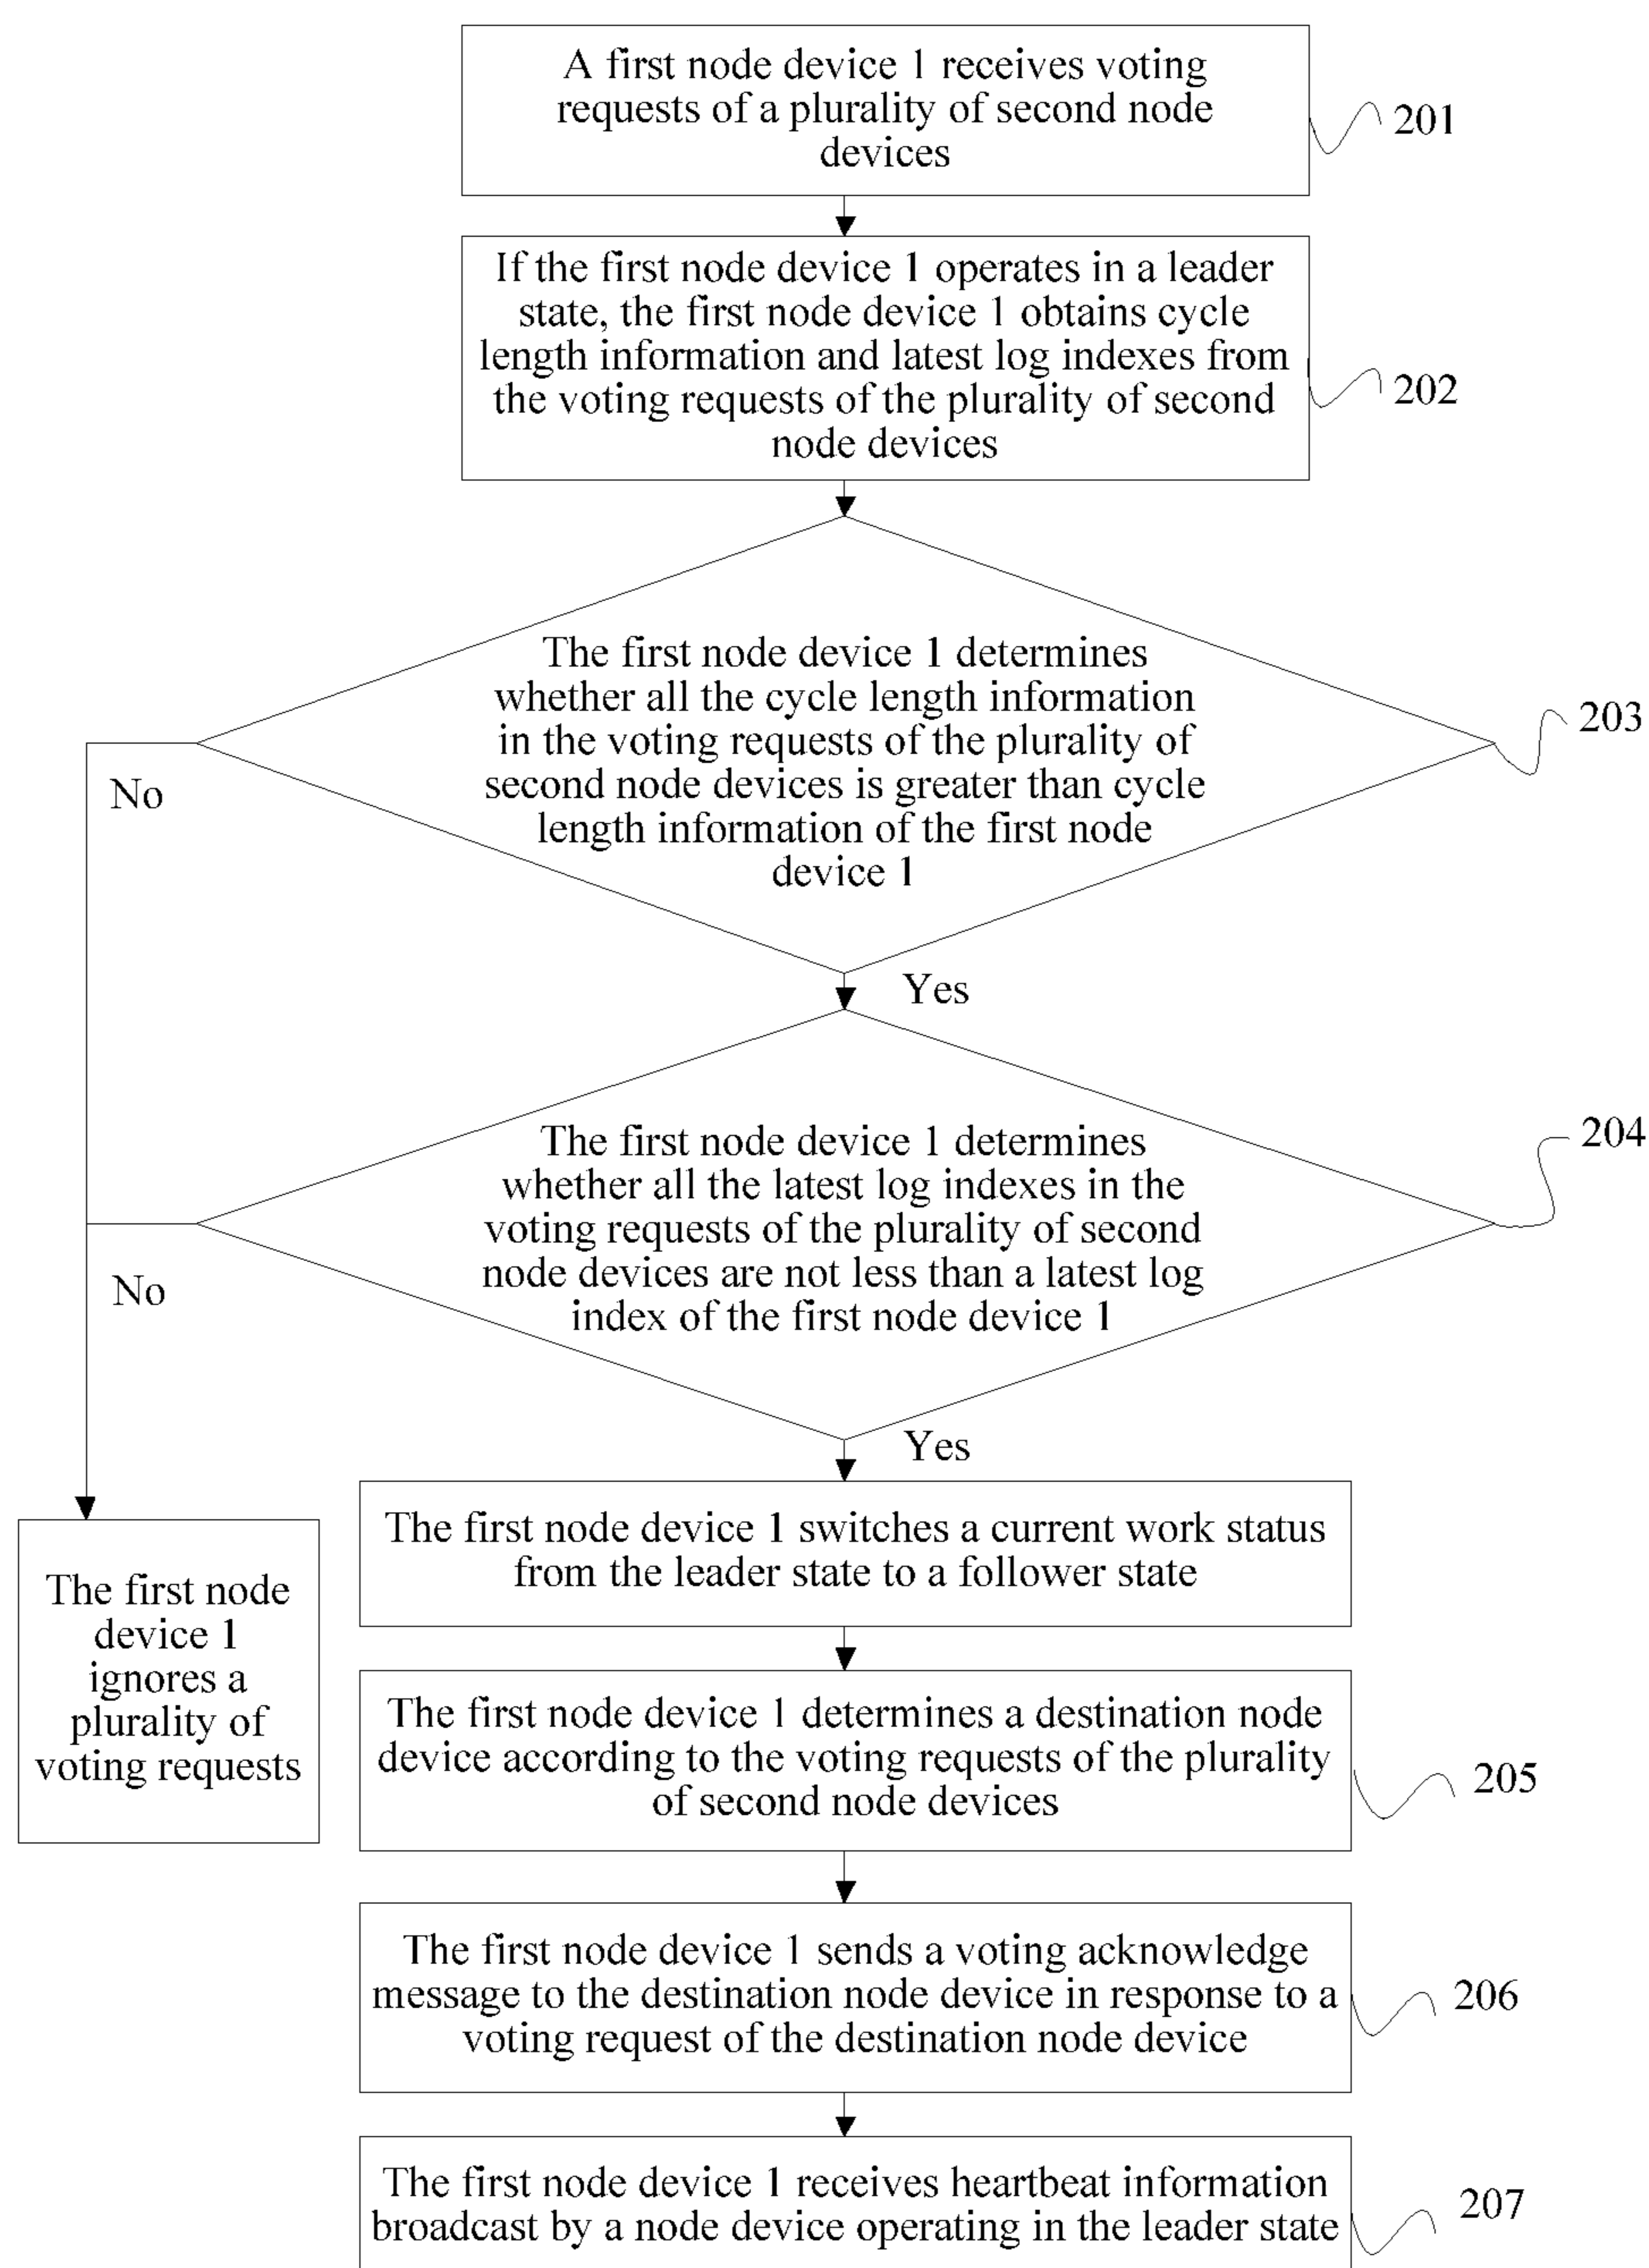 A first node device 1 receives voting
requests of a plurality of second node
devices
201
If the first node device 1 operates in a leader
state, the first node device 1 obtains cycle
length information and latest log indexes from
the voting requests of the plurality of second
node devices
202
The first node device 1 determines
whether all the cycle length information
in the voting requests of the plurality of
second node devices is greater than cycle
length information of the first node
device 1
203
No
Yes
The first node device 1 determines
whether all the latest log indexes in the
voting requests of the plurality of second
node devices are not less than a latest log
index of the first node device 1
204
No
Yes
The first node device 1 switches a current work status
from the leader state to a follower state
The first node
device 1
ignores a
plurality of
voting requests
The first node device 1 determines a destination node
device according to the voting requests of the plurality
of second node devices
205
The first node device 1 sends a voting acknowledge
message to the destination node device in response to a
voting request of the destination node device
206
The first node device 1 receives heartbeat information
broadcast by a node device operating in the leader state
207